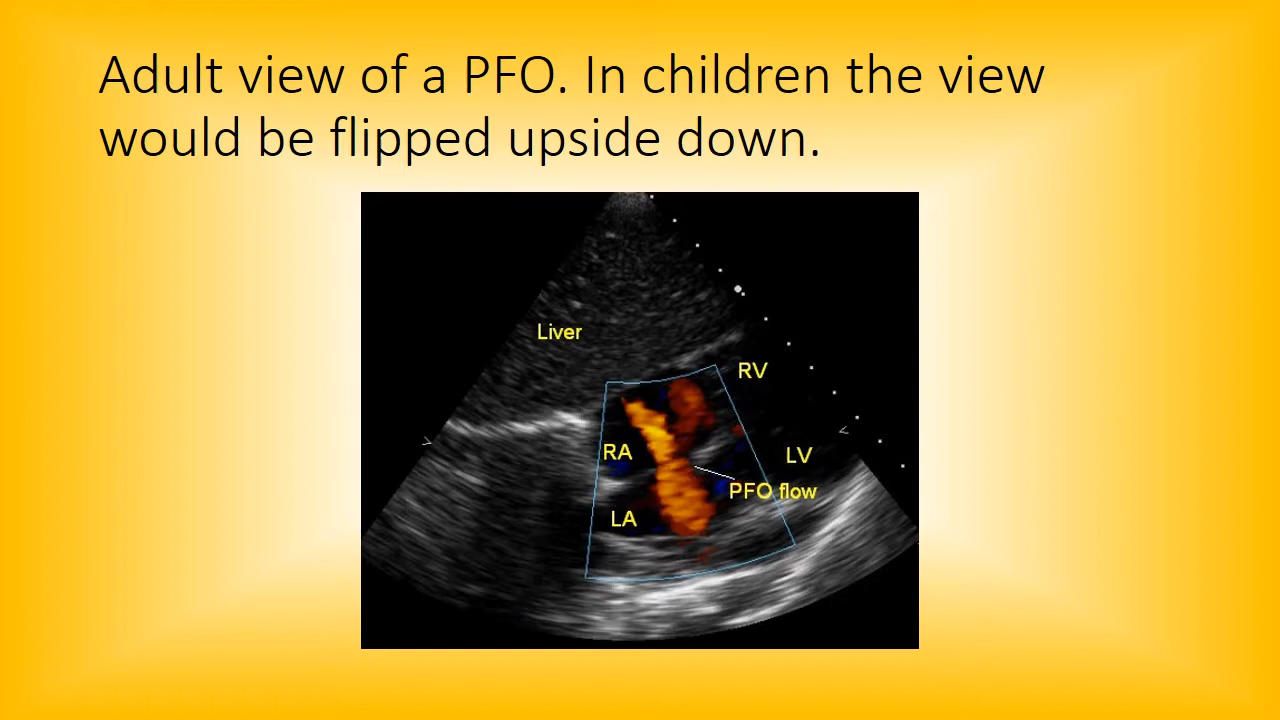 Adult view of a PFO. In children the view
would be flipped upside down.
Liver
RV
RA
LV
PFO flow
LA